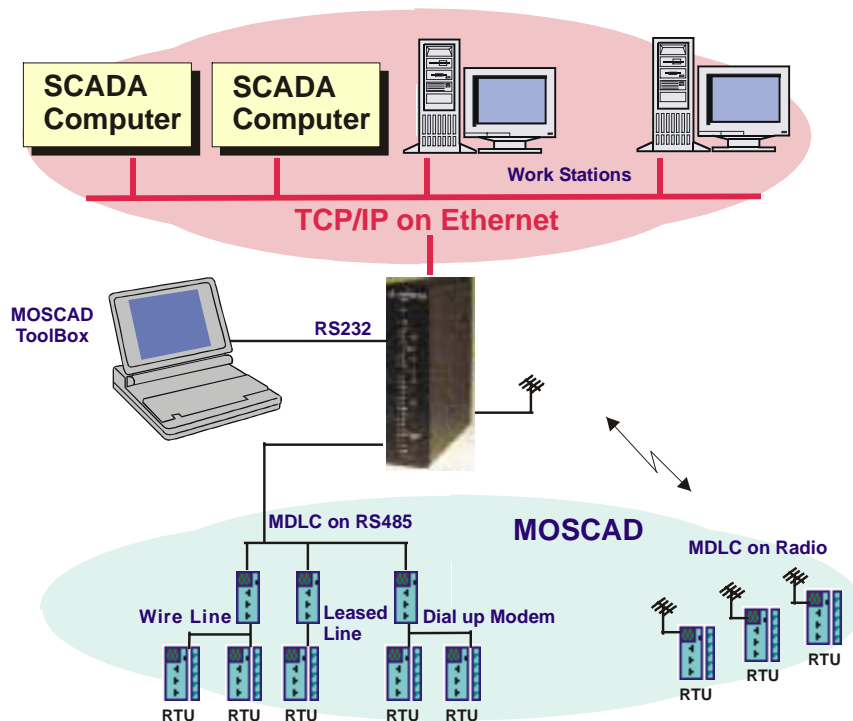 SCADA
Computer
SCADA
Computer
Work Stations
TCP/IP on Ethernet
MOSCAD
ToolBox
RS232
MDLC on RS485
MOSCAD
MDLC on Radio
Wire Line
Leased
Line
Dial up Modem
RTU
RTU
RTU
RTU
RTU
RTU
RTU
RTU